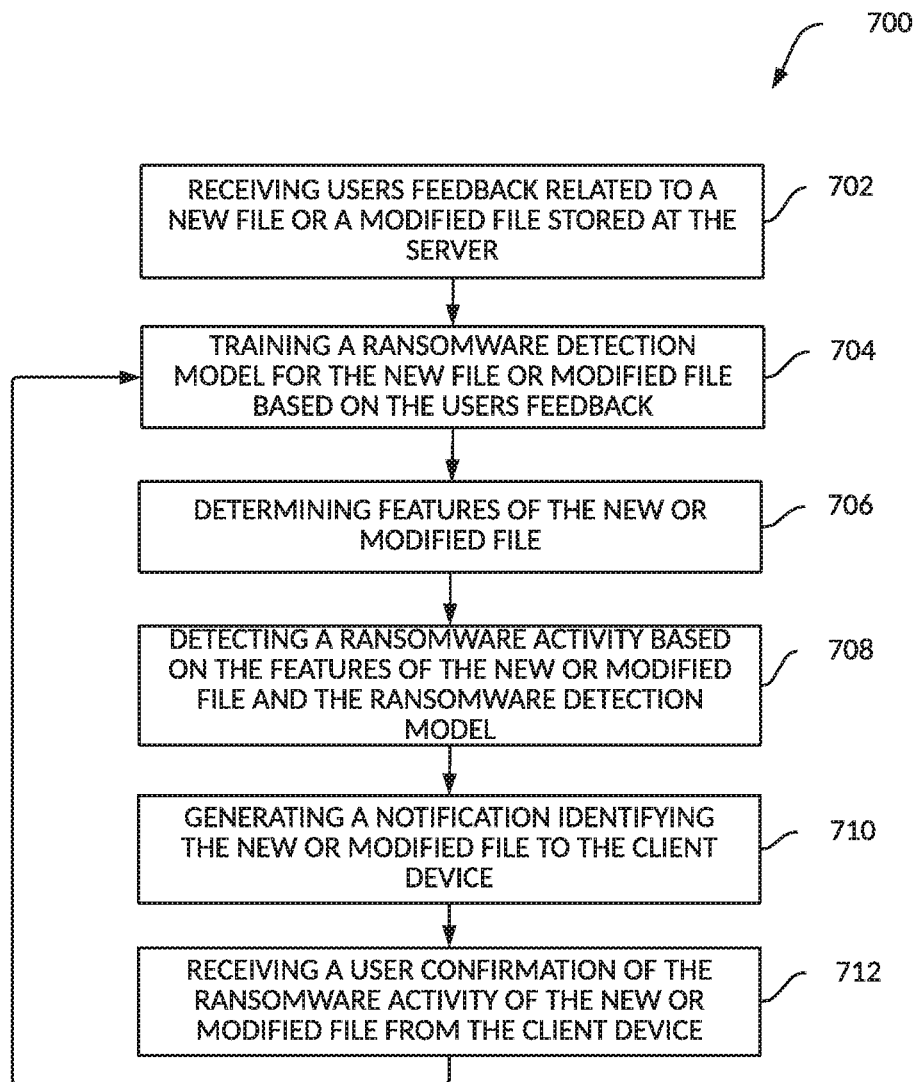 700
RECEIVING USERS FEEDBACK RELATED TO A
NEW FILE OR A MODIFIED FILE STORED AT THE
SERVER
702
TRAINING A RANSOMWARE DETECTION
MODEL FOR THE NEW FILE OR MODIFIED FILE
BASED ON THE USERS FEEDBACK
704
DETERMINING FEATURES OF THE NEW OR
MODIFIED FILE
706
DETECTING A RANSOMWARE ACTIVITY BASED
ON THE FEATURES OF THE NEW OR MODIFIED
FILE AND THE RANSOMWARE DETECTION
MODEL
708
GENERATING A NOTIFICATION IDENTIFYING
THE NEW OR MODIFIED FILE TO THE CLIENT
DEVICE
710
RECEIVING A USER CONFIRMATION OF THE
RANSOMWARE ACTIVITY OF THE NEW OR
MODIFIED FILE FROM THE CLIENT DEVICE
712